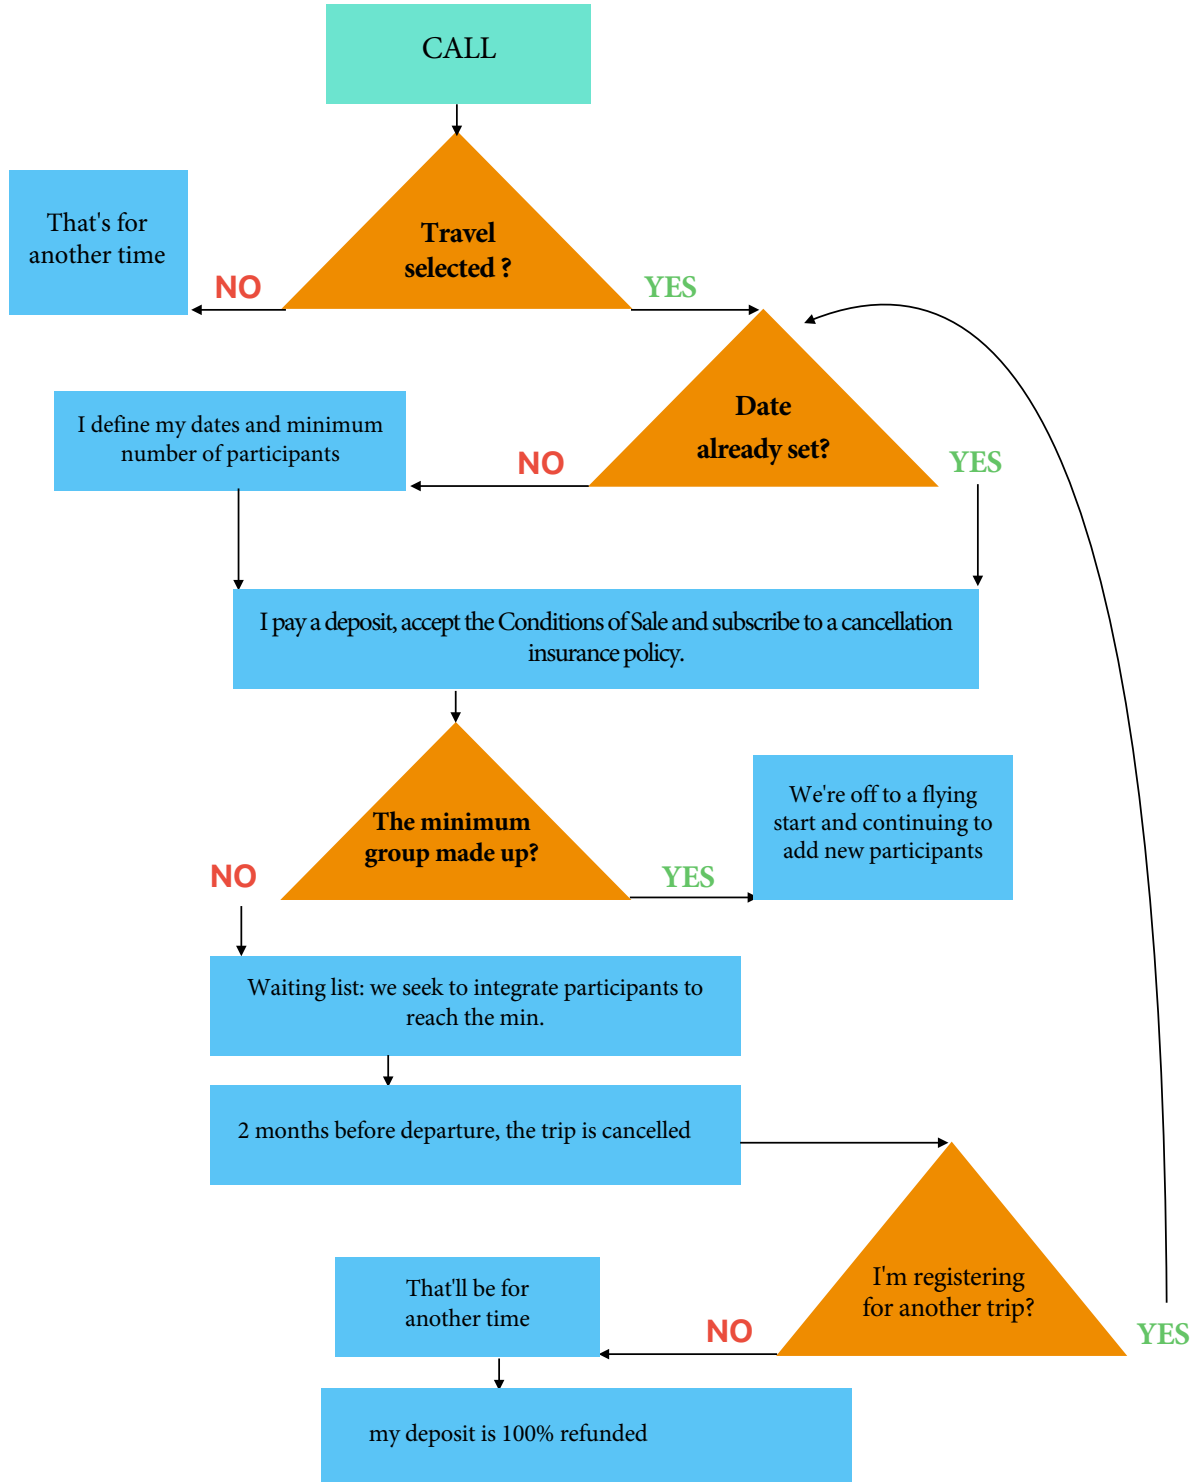 CALL
Travel
selected ?
That's for
another time
NO
YES
Date
already set?
I define my dates and minimum
number of participants
NO
YES
I pay a deposit, accept the Conditions of Sale and subscribe to a cancellation
insurance policy.
The minimum
group made up?
We're off to a flying
start and continuing to
add new participants
NO
YES
Waiting list: we seek to integrate participants to
reach the min.
2 months before departure, the trip is cancelled
I'm registering
for another trip?
That'll be for
another time
NO
YES
my deposit is 100% refunded